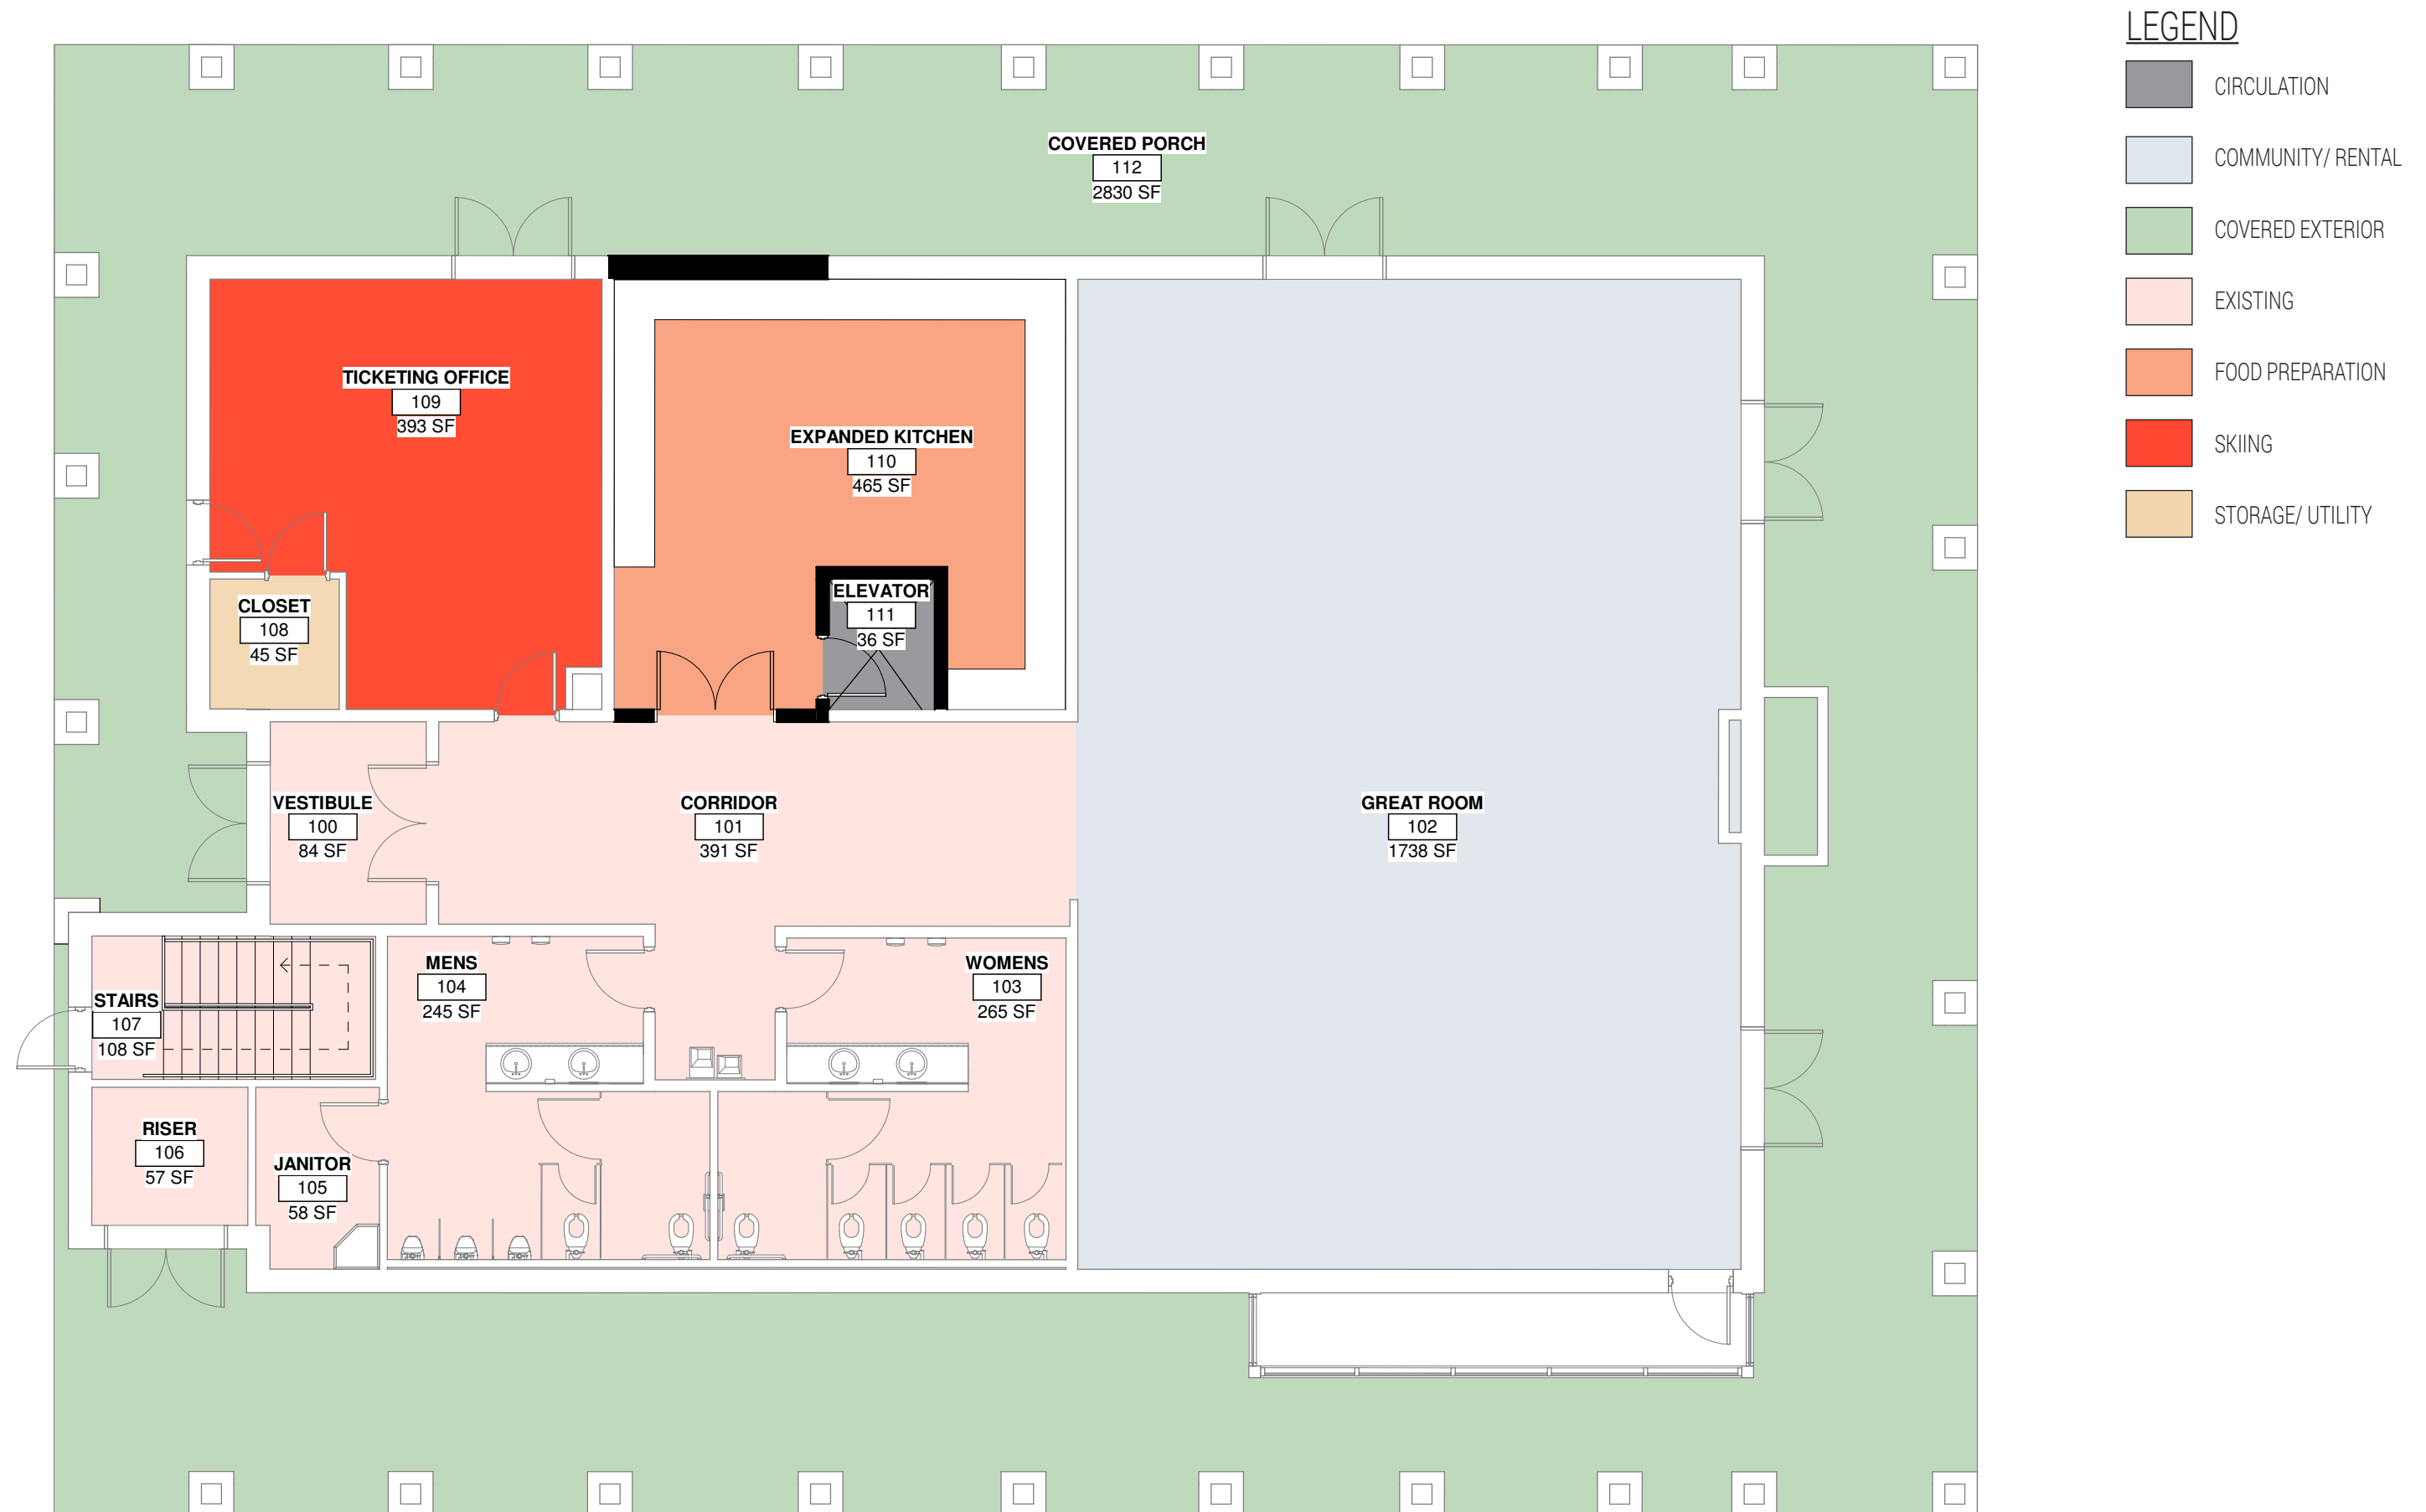 LEGEND
CIRCULATION
COMMUNITY/ RENTAL
COVERED EXTERIOR
EXISTING
FOOD PREPARATION
SKIING
STORAGE/ UTILITY
COVERED PORCH
112
2830 SF
TICKETING OFFICE
109
393 SF
EXPANDED KITCHEN
110
465 SF
ELEVATOR
111
36 SF
CLOSET
108
45 SF
VESTIBULE
100
84 SF
CORRIDOR
101
391 SF
GREAT ROOM
102
1738 SF
STAIRS
107
108 SF
MENS
104
245 SF
WOMENS
103
265 SF
RISER
106
57 SF
JANITOR
105
58 SF